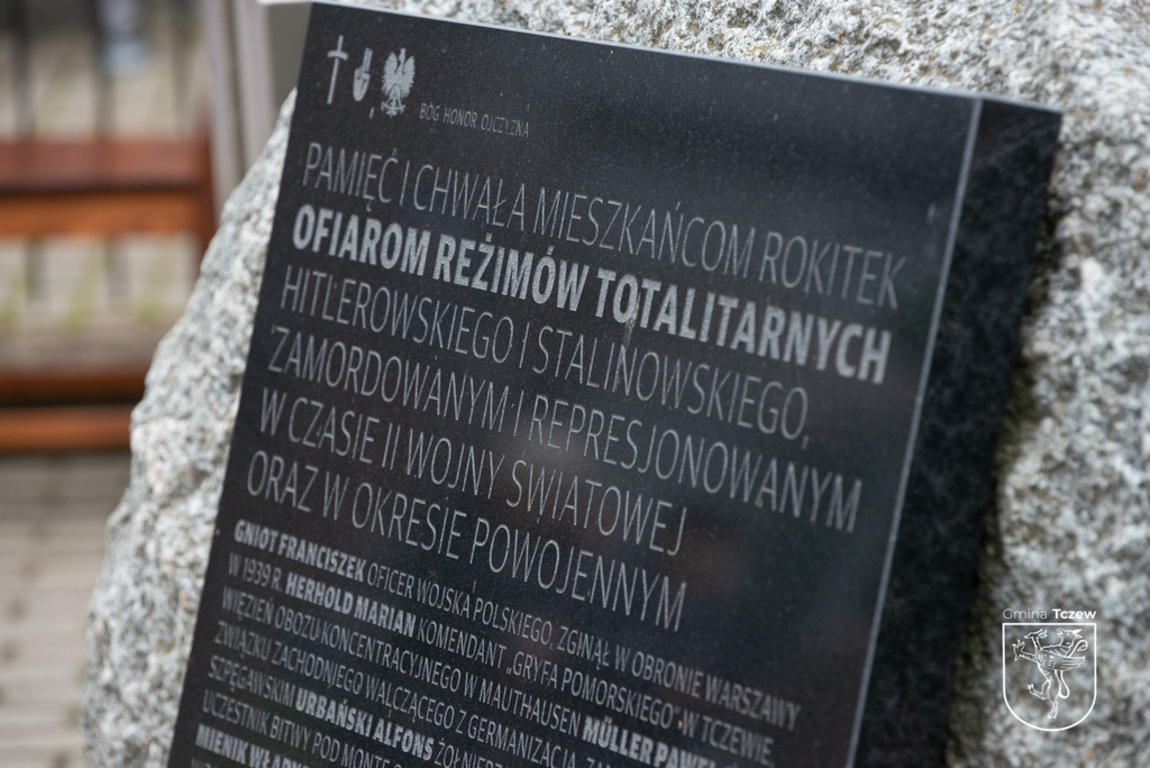 BÓG HONOR OJCZYZNA
PAMIĘĆ I CHWAŁA MIESZKAŃCOM ROKITEK
OFIAROM REŻIMÓW TOTALITARNYCH
HITLEROWSKIEGO I STALINOWSKIEGO,
ZAMORDOWANYM I REPRESJONOWANYM
W CZASIE II WOJNY ŚWIATOWEJ
ORAZ W OKRESIE POWOJENNYM
GNIOT FRANCISZEK OFICER WOJSKA POLSKIEGO, ZGINĄŁ W OBRONIE WARSZAWY
W 1939 R. HERHOLD MARIAN KOMENDANT „GRYFA POMORSKIEGO" W TCZEWIE,
WIĘZIEŃ OBOZU KONCENTRACYJNEGO W MAUTHAUSEN MÜLLER
ZWIĄZKU ZACHODNIEGO WALCZĄCEGO Z GERMANIZACJĄ,
SZPĘGAWSKIM URBAŃSKI ALFONS
UCZESTNIK BITWY POD MONTE
MIENIK
Gmina Tczew